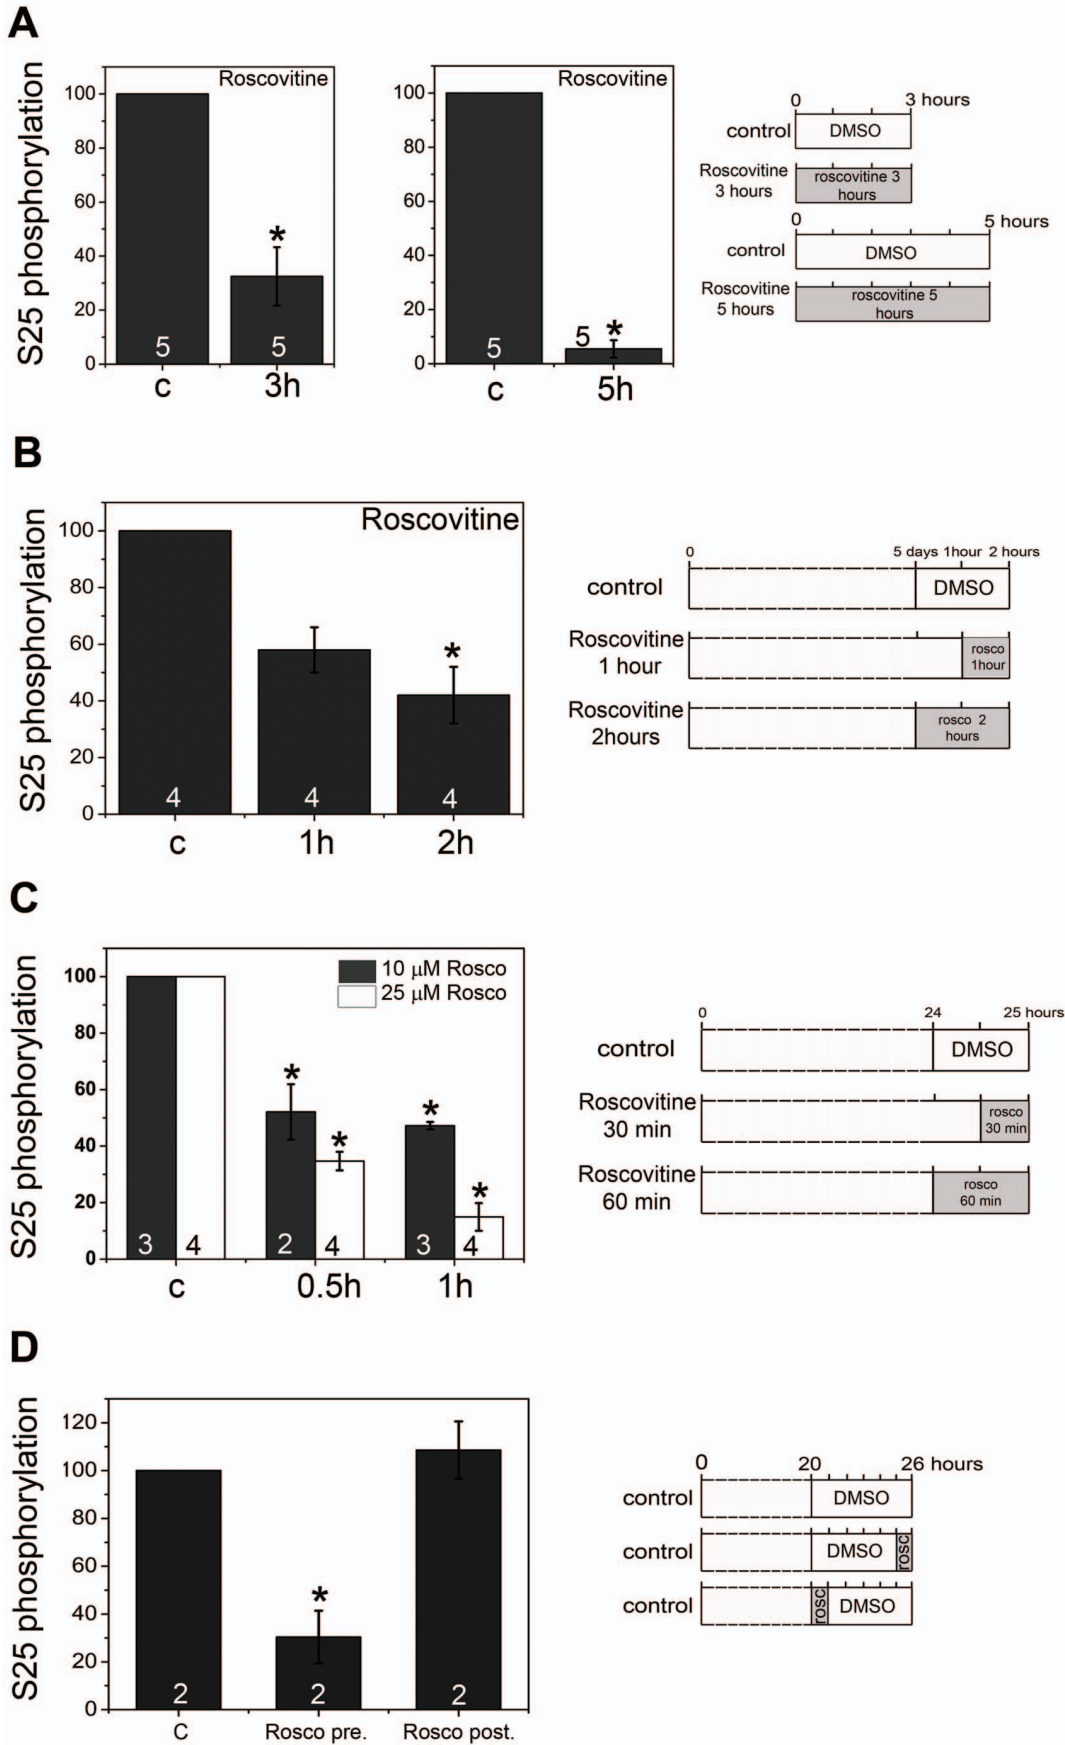 A
S25 phosphorylation
100
80
60
40
20
0
Roscovitine
5
5
*
c
3h
100
80
60
40
20
0
Roscovitine
5
5
*
c
5h
0
3 hours
control
DMSO
Roscovitine
3 hours
roscovitine 3
hours
0
5 hours
control
DMSO
Roscovitine
5 hours
roscovitine 5
hours
B
S25 phosphorylation
100
80
60
40
20
0
Roscovitine
*
4
4
4
c
1h
2h
0
5 days 1hour 2 hours
control
DMSO
Roscovitine
1 hour
rosco
1hour
Roscovitine
2hours
rosco 2
hours
C
S25 phosphorylation
100
80
60
40
20
0
10 μM Rosco
25 μM Rosco
*
*
*
*
3
4
2
4
3
4
c
0.5h
1h
0
24
25 hours
control
DMSO
Roscovitine
30 min
rosco
30 min
Roscovitine
60 min
rosco
60 min
D
S25 phosphorylation
120
100
80
60
40
20
0
*
2
2
2
C
Rosco pre.
Rosco post.
0
20
26 hours
control
DMSO
control
DMSO
rosc
control
rosc
DMSO